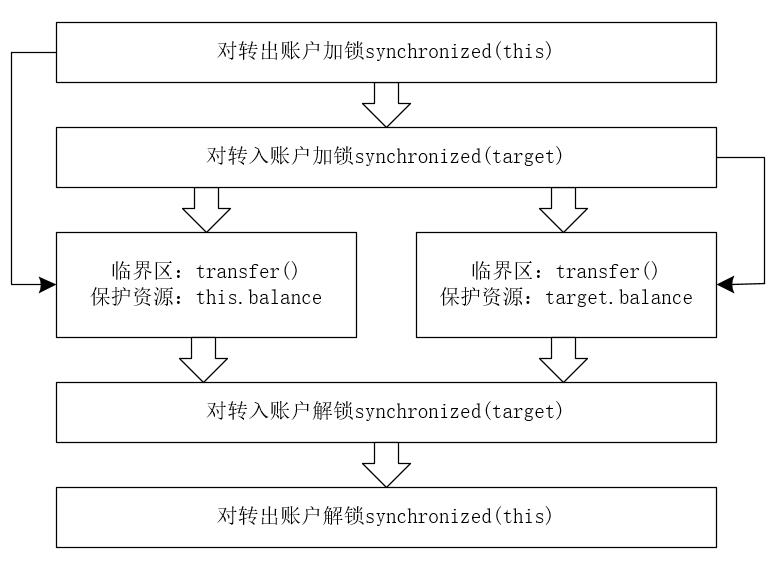 对转出账户加锁synchronized(this)
对转入账户加锁synchronized(target)
临界区：transfer()
保护资源：this.balance
临界区：transfer()
保护资源：target.balance
对转入账户解锁synchronized(target)
对转出账户解锁synchronized(this)